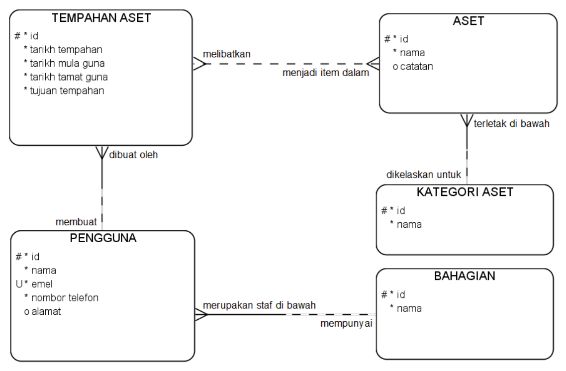 TEMPAHAN ASET
# * id
* tarikh tempahan
* tarikh mula guna
* tarikh tamat guna
* tujuan tempahan
melibatkan
menjadi item dalam
ASET
# * id
* nama
o catatan
dibuat oleh
membuat
terletak di bawah
dikelaskan untuk
KATEGORI ASET
# * id
* nama
PENGGUNA
# * id
* nama
U * emel
* nombor telefon
o alamat
merupakan staf di bawah
mempunyai
BAHAGIAN
# * id
* nama